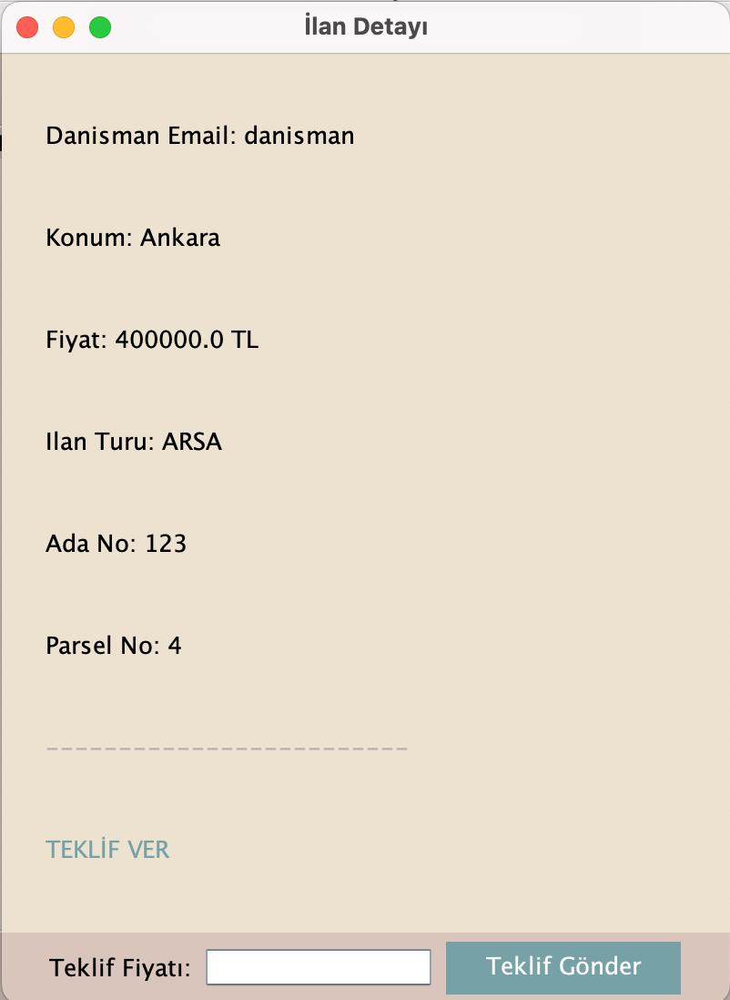 İlan Detayı
Danisman Email: danisman
Konum: Ankara
Fiyat: 400000.0 TL
Ilan Turu: ARSA
Ada No: 123
Parsel No: 4
-------------------------
TEKLİF VER
Teklif Fiyatı: Teklif Gönder